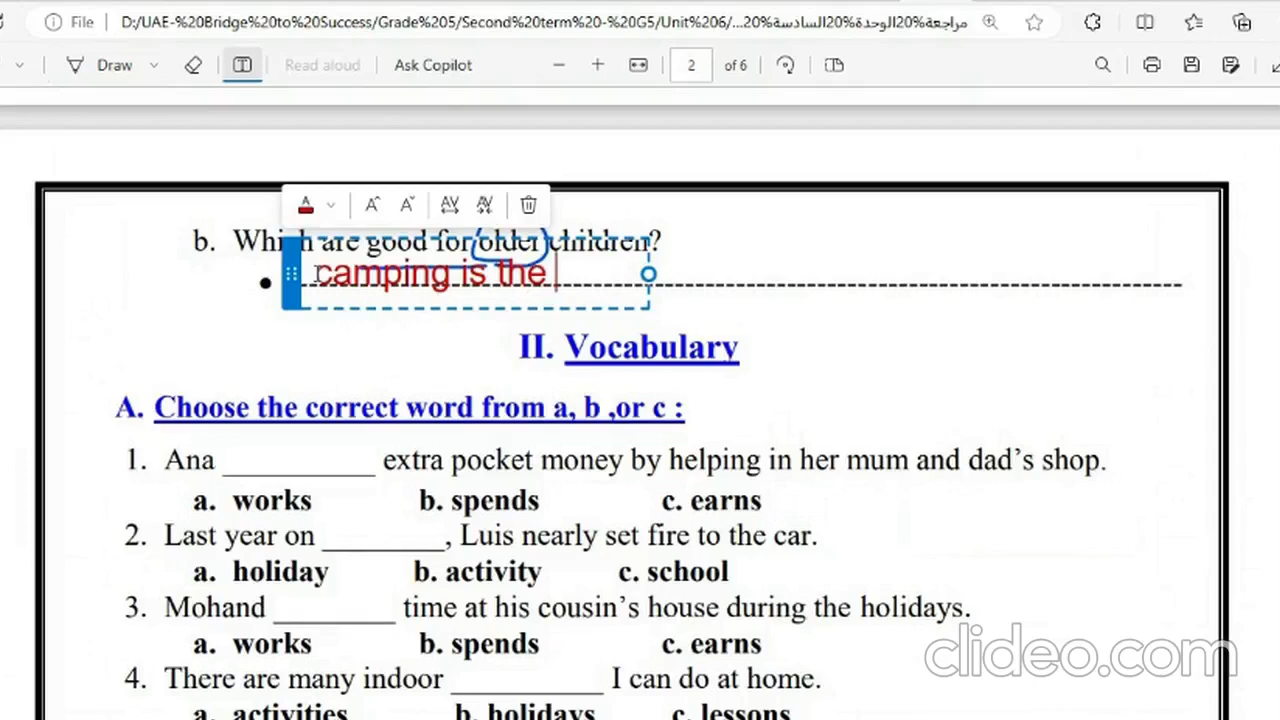 File D:/UAE-%20Bridge%20to%20Success/Grade%205/Second%20term%20-%20G5/Unit%206/...20%السادسة20%الوحدة20%مراجعة
Draw Read aloud Ask Copilot 2 of 6
b. Which are good for older children?
camping is the
II. Vocabulary
A. Choose the correct word from a, b ,or c :
1. Ana __________ extra pocket money by helping in her mum and dad's shop.
a. works b. spends c. earns
2. Last year on ________, Luis nearly set fire to the car.
a. holiday b. activity c. school
3. Mohand ________ time at his cousin's house during the holidays.
a. works b. spends c. earns
clideo.com
4. There are many indoor __________ I can do at home.
a. activities b. holidays c. lessons